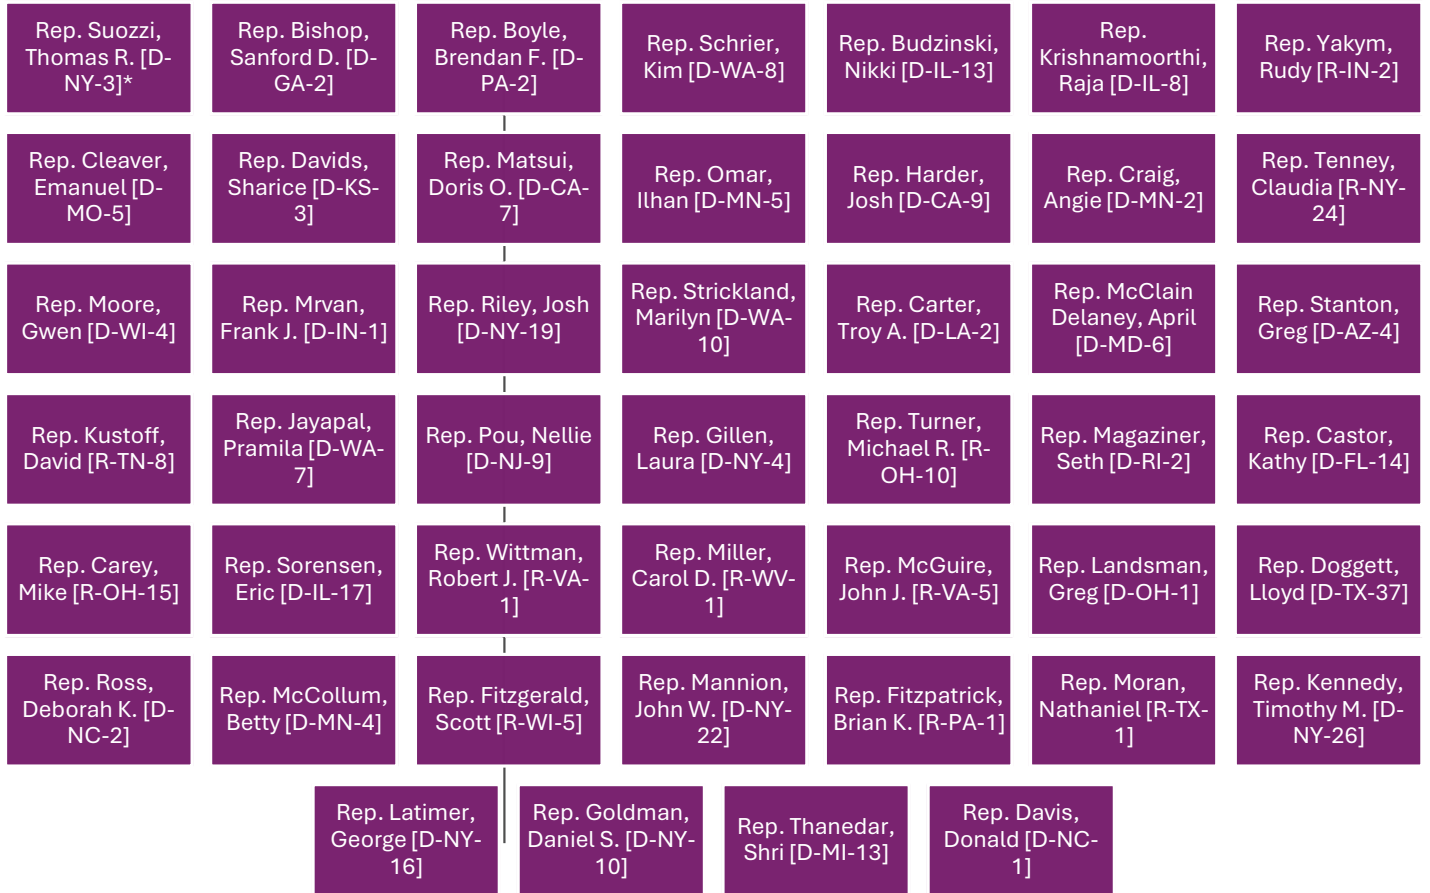 Rep. Suozzi,
Thomas R. [D-
NY-3]*
Rep. Bishop,
Sanford D. [D-
GA-2]
Rep. Boyle,
Brendan F. [D-
PA-2]
Rep. Schrier,
Kim [D-WA-8]
Rep. Budzinski,
Nikki [D-IL-13]
Rep.
Krishnamoorthi,
Raja [D-IL-8]
Rep. Yakym,
Rudy [R-IN-2]
Rep. Cleaver,
Emanuel [D-
MO-5]
Rep. Davids,
Sharice [D-KS-
3]
Rep. Matsui,
Doris O. [D-CA-
7]
Rep. Omar,
Ilhan [D-MN-5]
Rep. Harder,
Josh [D-CA-9]
Rep. Craig,
Angie [D-MN-2]
Rep. Tenney,
Claudia [R-NY-
24]
Rep. Moore,
Gwen [D-WI-4]
Rep. Mrvan,
Frank J. [D-IN-1]
Rep. Riley, Josh
[D-NY-19]
Rep. Strickland,
Marilyn [D-WA-
10]
Rep. Carter,
Troy A. [D-LA-2]
Rep. McClain
Delaney, April
[D-MD-6]
Rep. Stanton,
Greg [D-AZ-4]
Rep. Kustoff,
David [R-TN-8]
Rep. Jayapal,
Pramila [D-WA-
7]
Rep. Pou, Nellie
[D-NJ-9]
Rep. Gillen,
Laura [D-NY-4]
Rep. Turner,
Michael R. [R-
OH-10]
Rep. Magaziner,
Seth [D-RI-2]
Rep. Castor,
Kathy [D-FL-14]
Rep. Carey,
Mike [R-OH-15]
Rep. Sorensen,
Eric [D-IL-17]
Rep. Wittman,
Robert J. [R-VA-
1]
Rep. Miller,
Carol D. [R-WV-
1]
Rep. McGuire,
John J. [R-VA-5]
Rep. Landsman,
Greg [D-OH-1]
Rep. Doggett,
Lloyd [D-TX-37]
Rep. Ross,
Deborah K. [D-
NC-2]
Rep. McCollum,
Betty [D-MN-4]
Rep. Fitzgerald,
Scott [R-WI-5]
Rep. Mannion,
John W. [D-NY-
22]
Rep. Fitzpatrick,
Brian K. [R-PA-1]
Rep. Moran,
Nathaniel [R-TX-
1]
Rep. Kennedy,
Timothy M. [D-
NY-26]
Rep. Latimer,
George [D-NY-
16]
Rep. Goldman,
Daniel S. [D-NY-
10]
Rep. Thanedar,
Shri [D-MI-13]
Rep. Davis,
Donald [D-NC-
1]